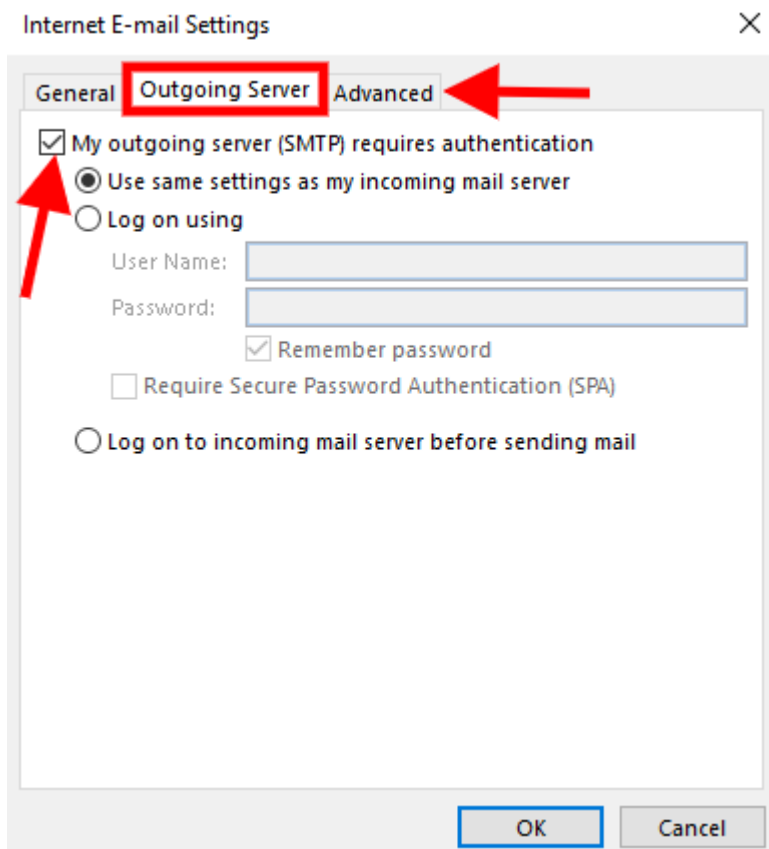 Internet E-mail Settings
General Outgoing Server Advanced
My outgoing server (SMTP) requires authentication
Use same settings as my incoming mail server
Log on using
User Name:
Password:
Remember password
Require Secure Password Authentication (SPA)
Log on to incoming mail server before sending mail
OK Cancel